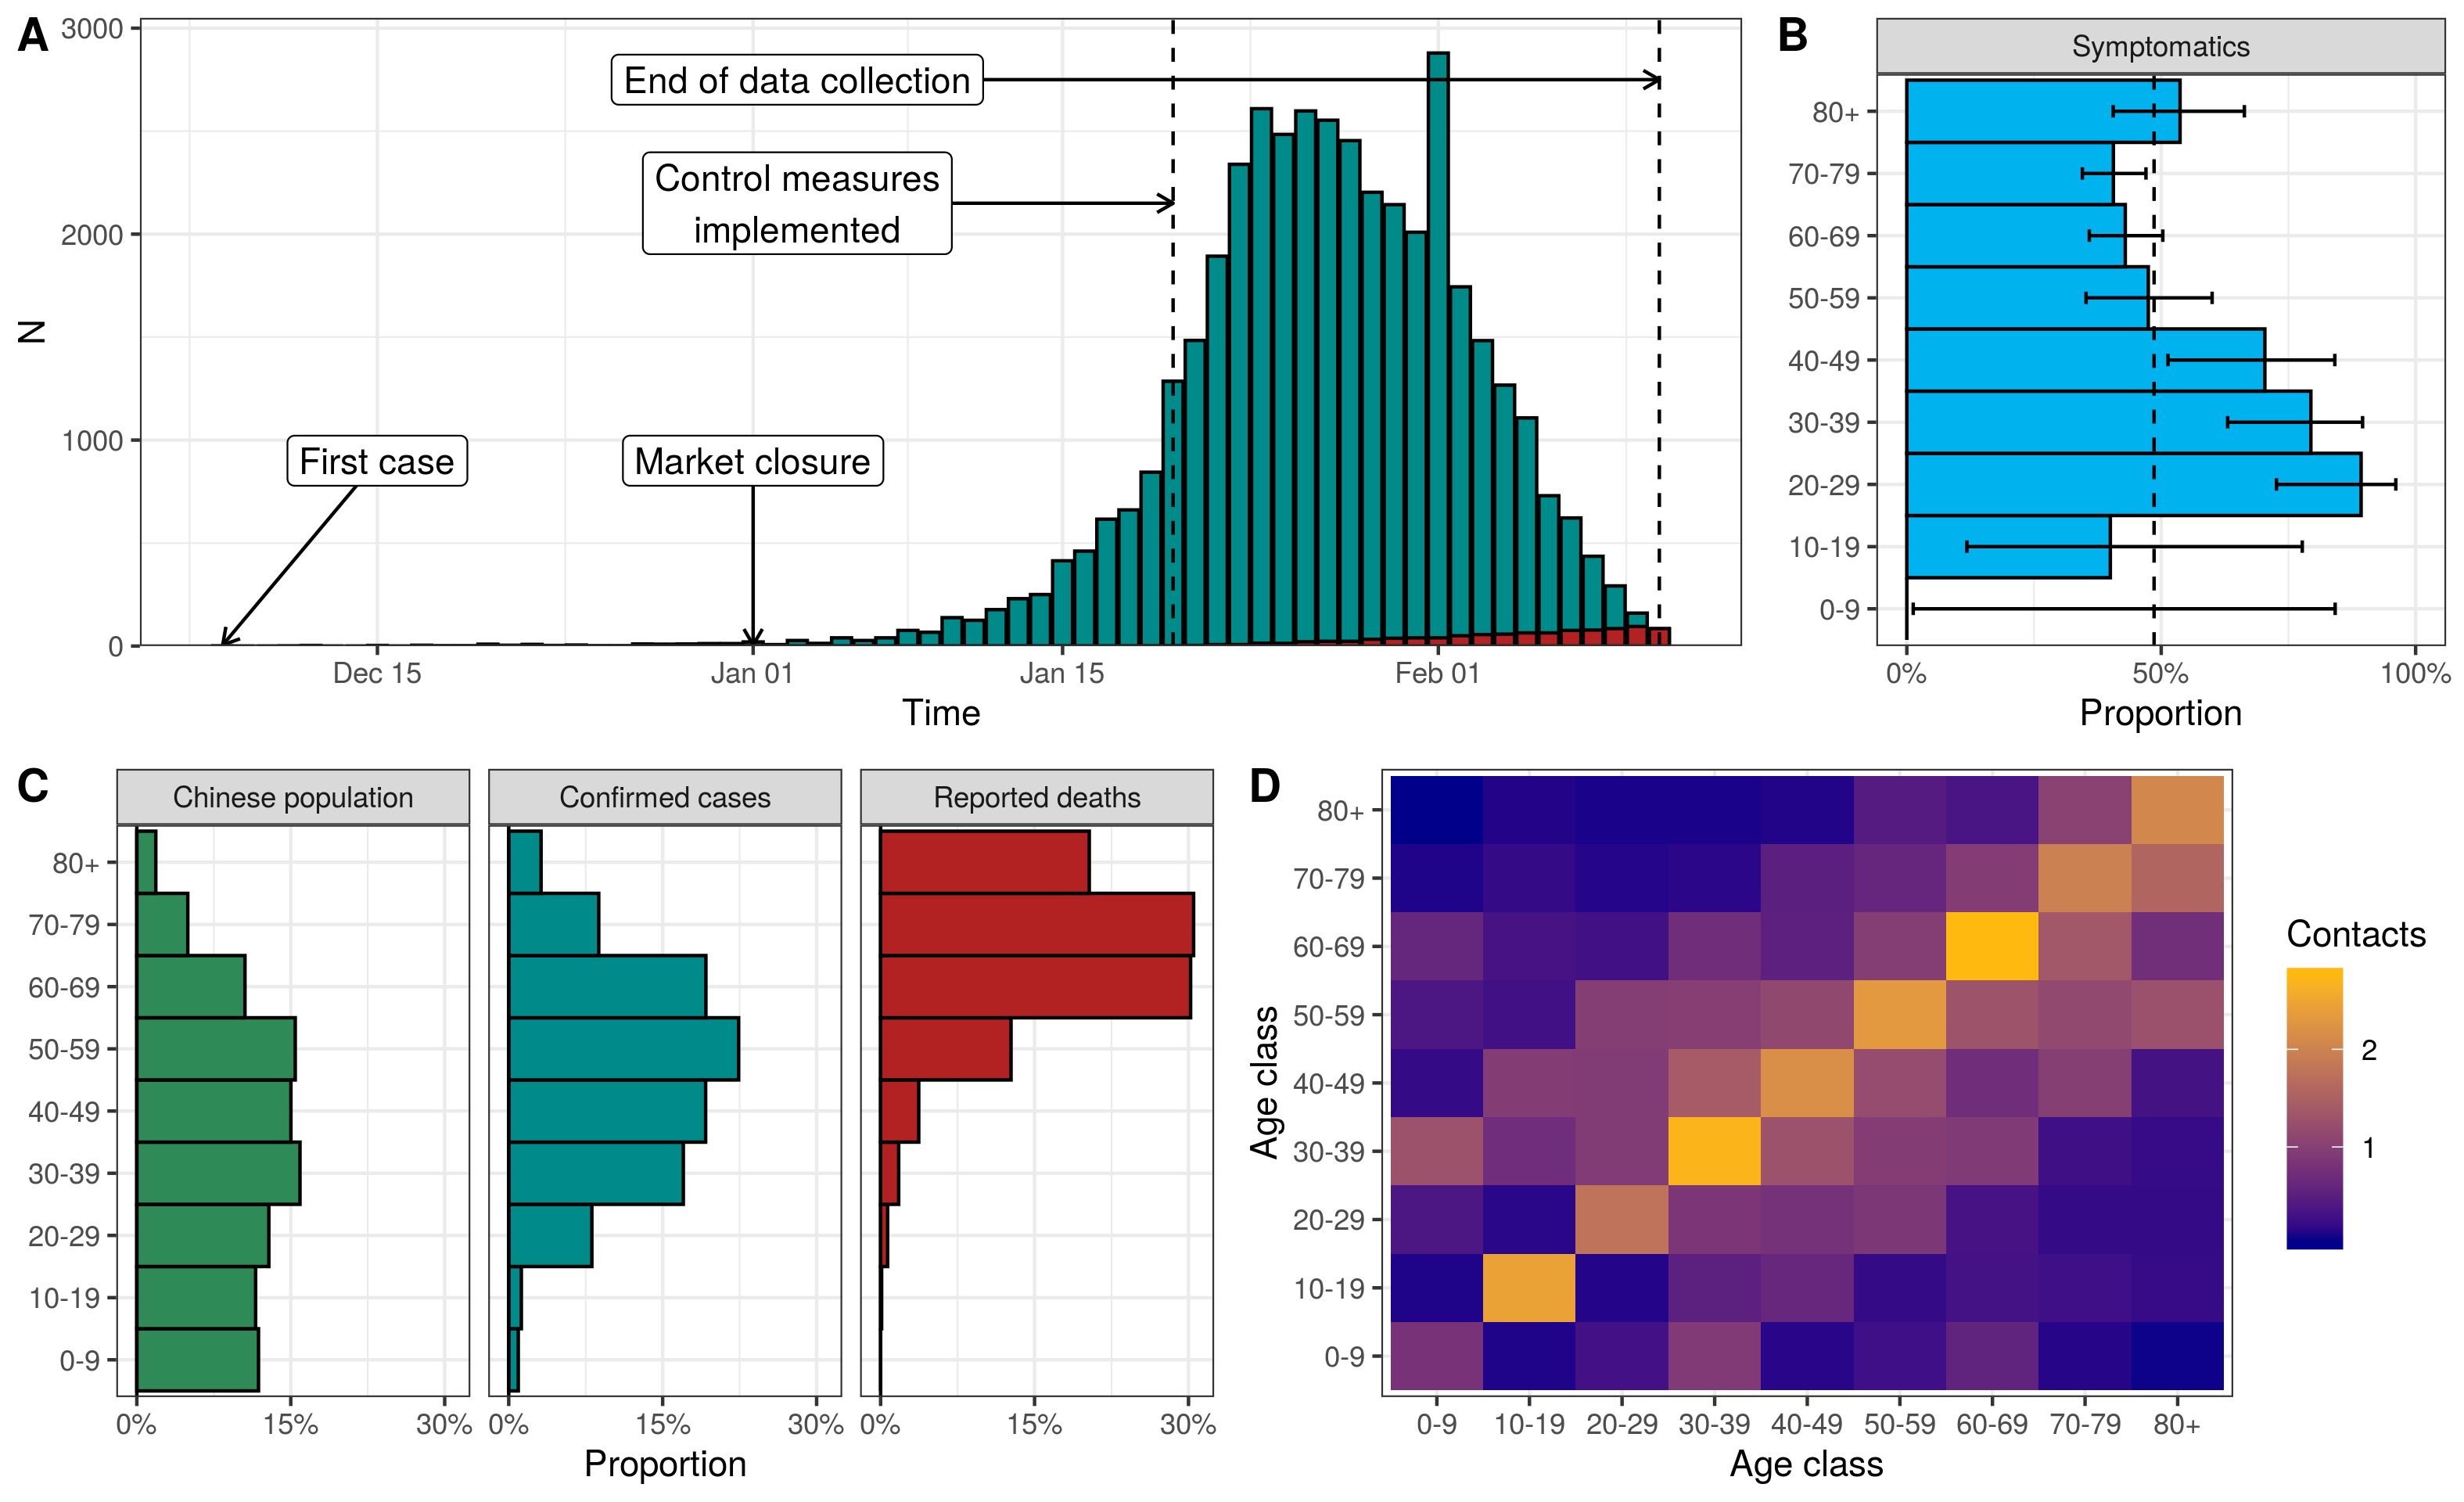 A
3000
2000
1000
0
N
End of data collection
Control measures
implemented
First case
Market closure
Dec 15
Jan 01
Jan 15
Feb 01
Time
B
Symptomatics
80+
70-79
60-69
50-59
40-49
30-39
20-29
10-19
0-9
0%
50%
100%
Proportion
C
Chinese population
Confirmed cases
Reported deaths
80+
70-79
60-69
50-59
40-49
30-39
20-29
10-19
0-9
0%
15%
30%
0%
15%
30%
0%
15%
30%
Proportion
D
Age class
80+
70-79
60-69
50-59
40-49
30-39
20-29
10-19
0-9
0-9
10-19
20-29
30-39
40-49
50-59
60-69
70-79
80+
Age class
Contacts
2
1